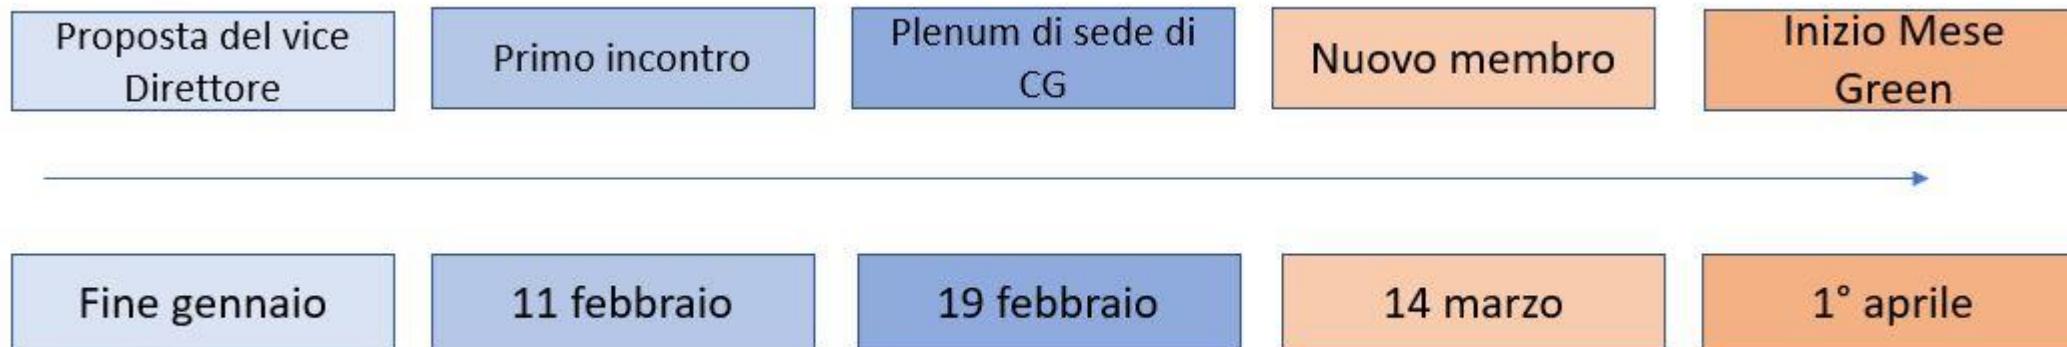 Proposta del vice
Direttore
Primo incontro
Plenum di sede di
CG
Nuovo membro
Inizio Mese
Green
Fine gennaio
11 febbraio
19 febbraio
14 marzo
1° aprile